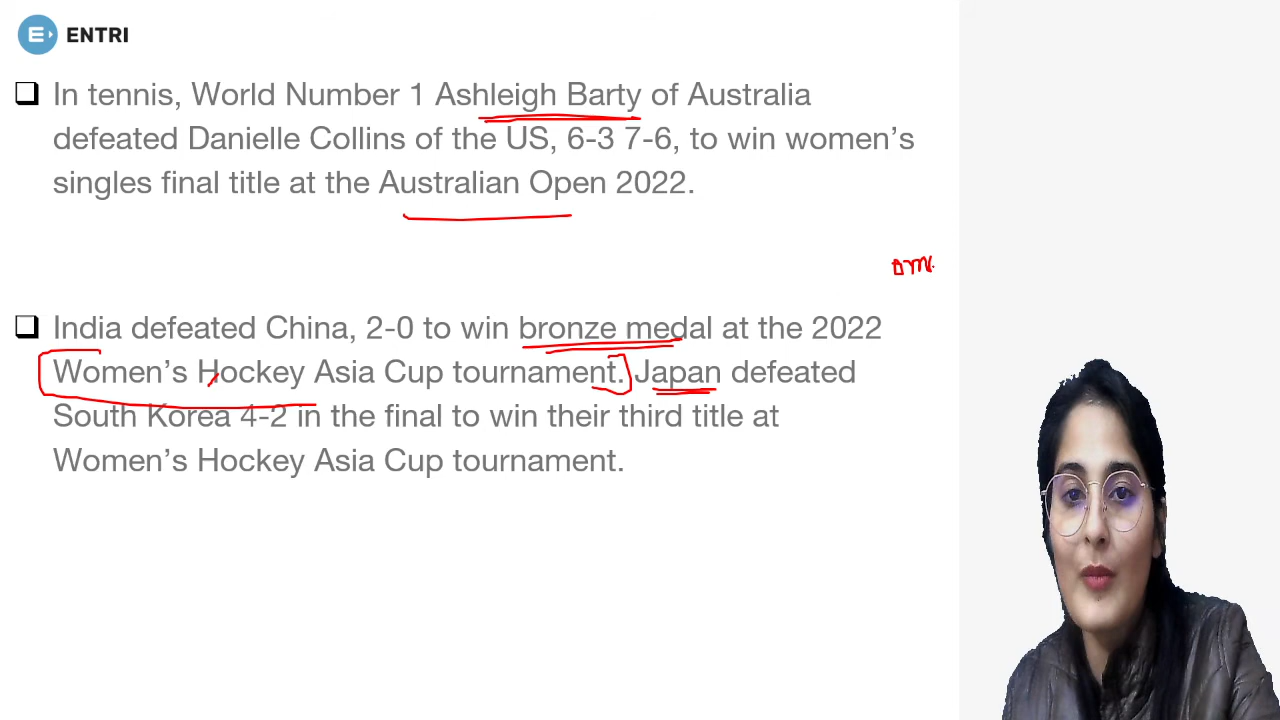 ENTRI
In tennis, World Number 1 Ashleigh Barty of Australia
defeated Danielle Collins of the US, 6-3 7-6, to win women’s
singles final title at the Australian Open 2022.
India defeated China, 2-0 to win bronze medal at the 2022
Women’s Hockey Asia Cup tournament. Japan defeated
South Korea 4-2 in the final to win their third title at
Women’s Hockey Asia Cup tournament.